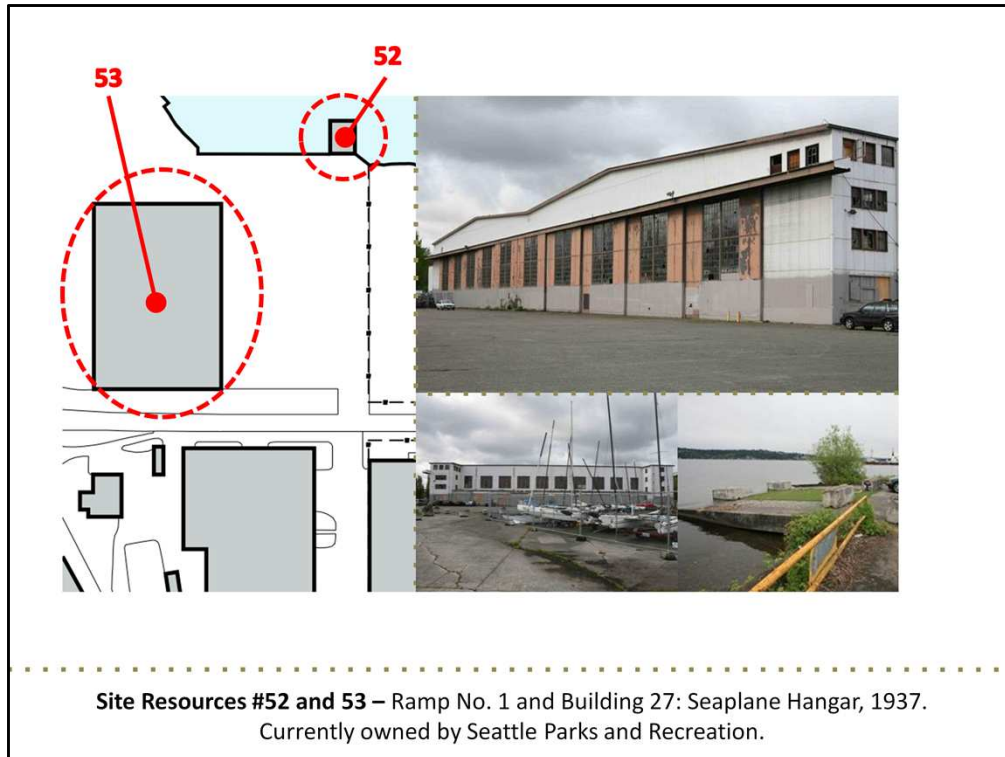 53
52
Site Resources #52 and 53 – Ramp No. 1 and Building 27: Seaplane Hangar, 1937.
Currently owned by Seattle Parks and Recreation.